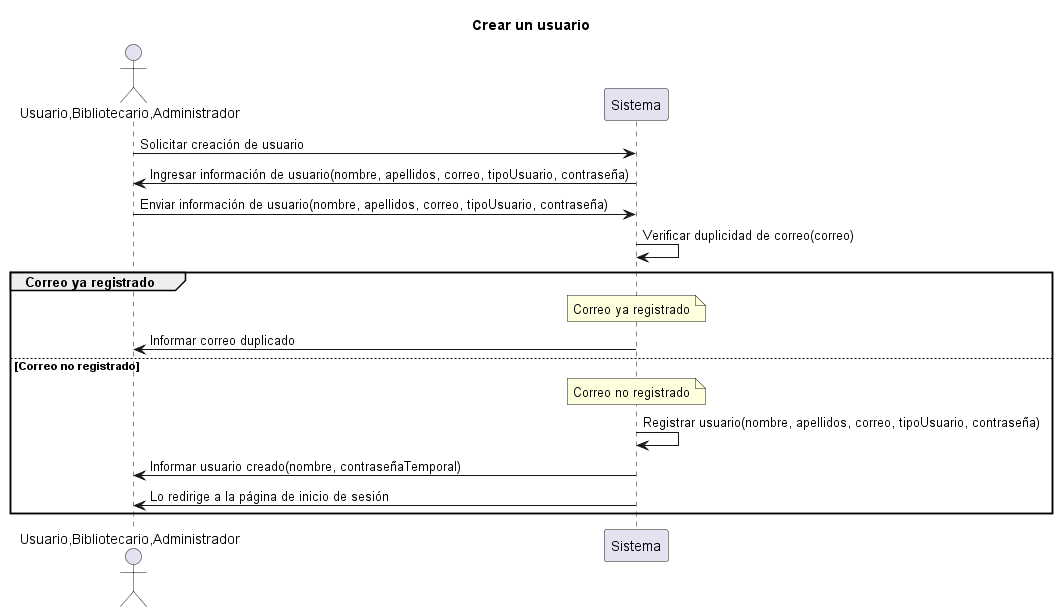 Crear un usuario
Usuario,Bibliotecario,Administrador
Sistema
Solicitar creación de usuario
Ingresar información de usuario(nombre, apellidos, correo, tipoUsuario, contraseña)
Enviar información de usuario(nombre, apellidos, correo, tipoUsuario, contraseña)
Verificar duplicidad de correo(correo)
Correo ya registrado
Correo ya registrado
Informar correo duplicado
[Correo no registrado]
Correo no registrado
Registrar usuario(nombre, apellidos, correo, tipoUsuario, contraseña)
Informar usuario creado(nombre, contraseñaTemporal)
Lo redirige a la página de inicio de sesión
Usuario,Bibliotecario,Administrador
Sistema